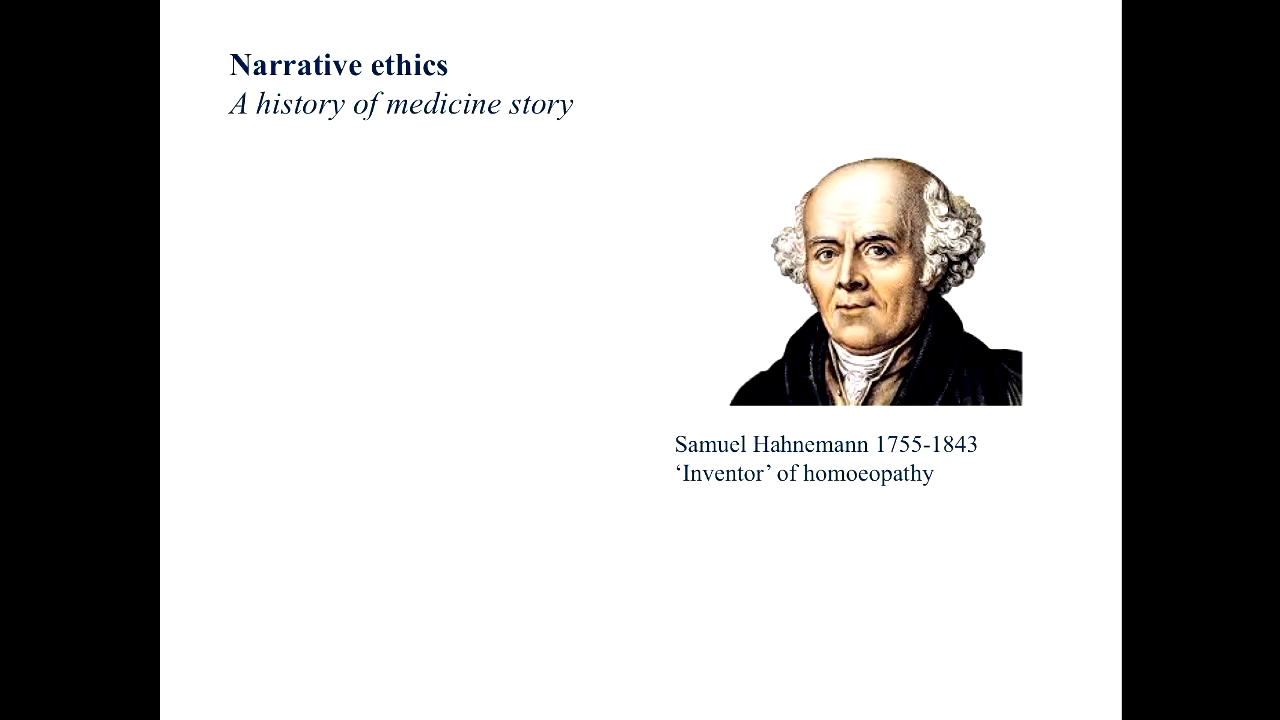 Narrative ethics
A history of medicine story
Samuel Hahnemann 1755-1843
‘Inventor’ of homoeopathy